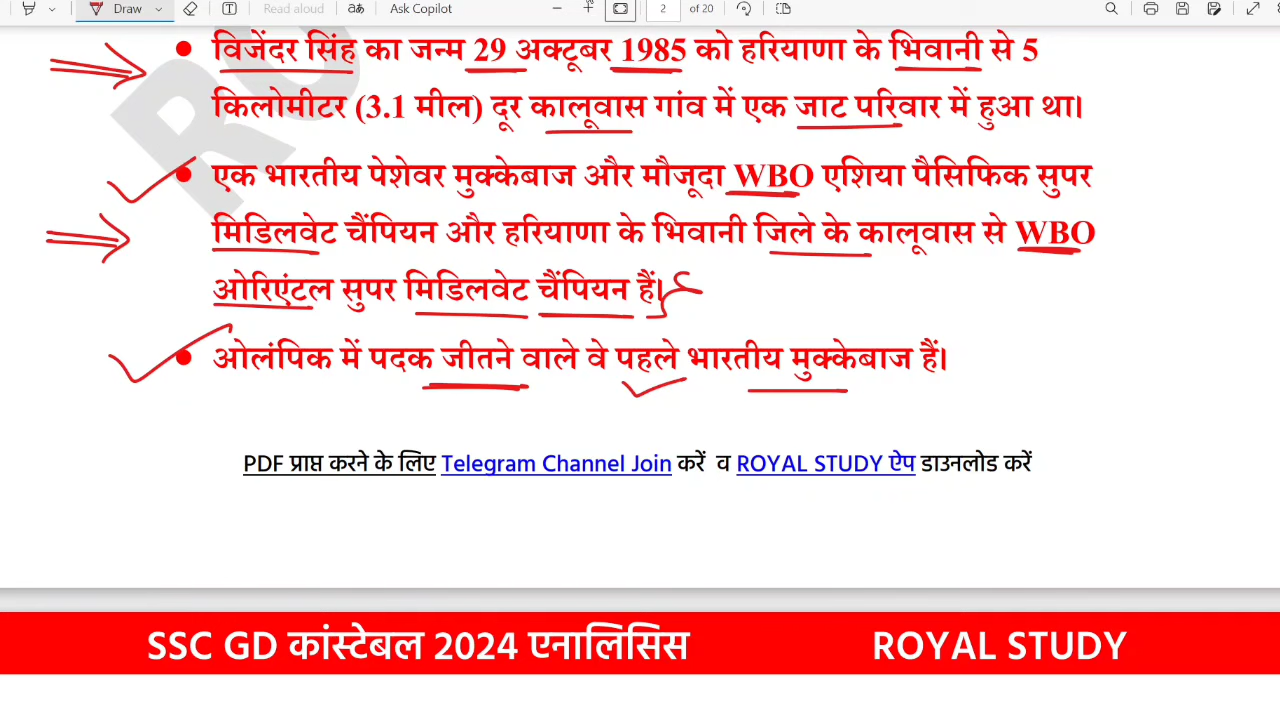 Draw
Read aloud
aあ
Ask Copilot
2
of 20
विजेंदर सिंह का जन्म 29 अक्टूबर 1985 को हरियाणा के भिवानी से 5
किलोमीटर (3.1 मील) दूर कालूवास गांव में एक जाट परिवार में हुआ था।
एक भारतीय पेशेवर मुक्केबाज और मौजूदा WBO एशिया पैसिफिक सुपर
मिडिलवेट चैंपियन और हरियाणा के भिवानी जिले के कालूवास से WBO
ओरिएंटल सुपर मिडिलवेट चैंपियन हैं।
ओलंपिक में पदक जीतने वाले वे पहले भारतीय मुक्केबाज हैं।
PDF प्राप्त करने के लिए Telegram Channel Join करें व ROYAL STUDY ऐप डाउनलोड करें
SSC GD कांस्टेबल 2024 एनालिसिस ROYAL STUDY